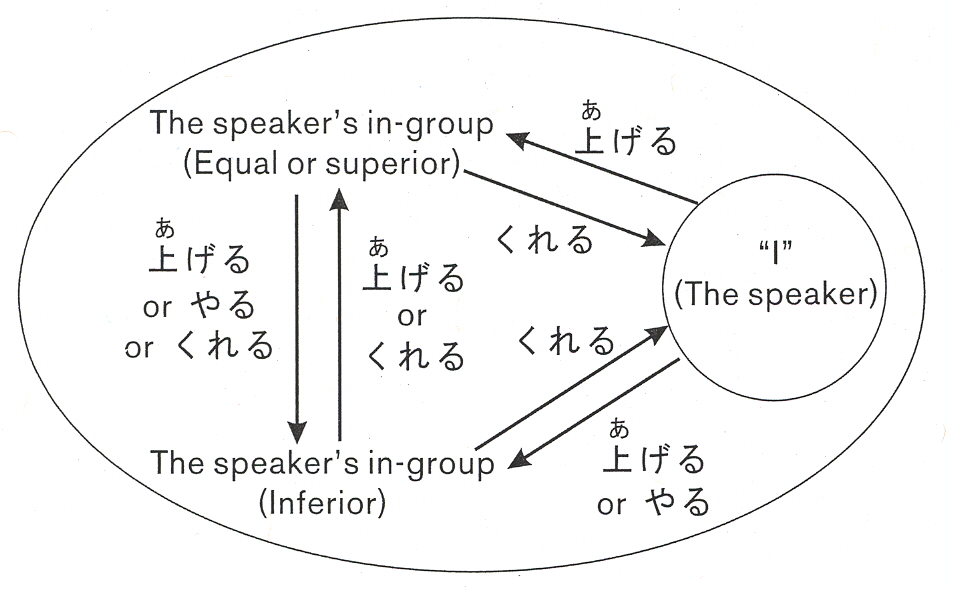 The speaker's in-group
(Equal or superior)
あ
上げる
くれる
“I”
(The speaker)
あ
上げる
or やる
or くれる
あ
上げる
or
くれる
くれる
The speaker's in-group
(Inferior)
あ
上げる
or やる